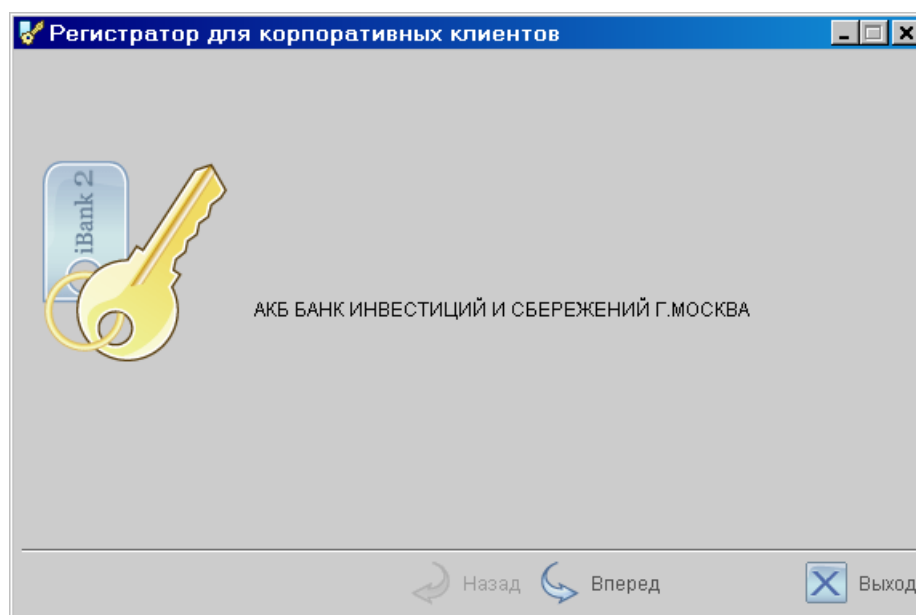 Регистратор для корпоративных клиентов
iBank 2
АКБ БАНК ИНВЕСТИЦИЙ И СБЕРЕЖЕНИЙ Г.МОСКВА
Назад Вперед Выход